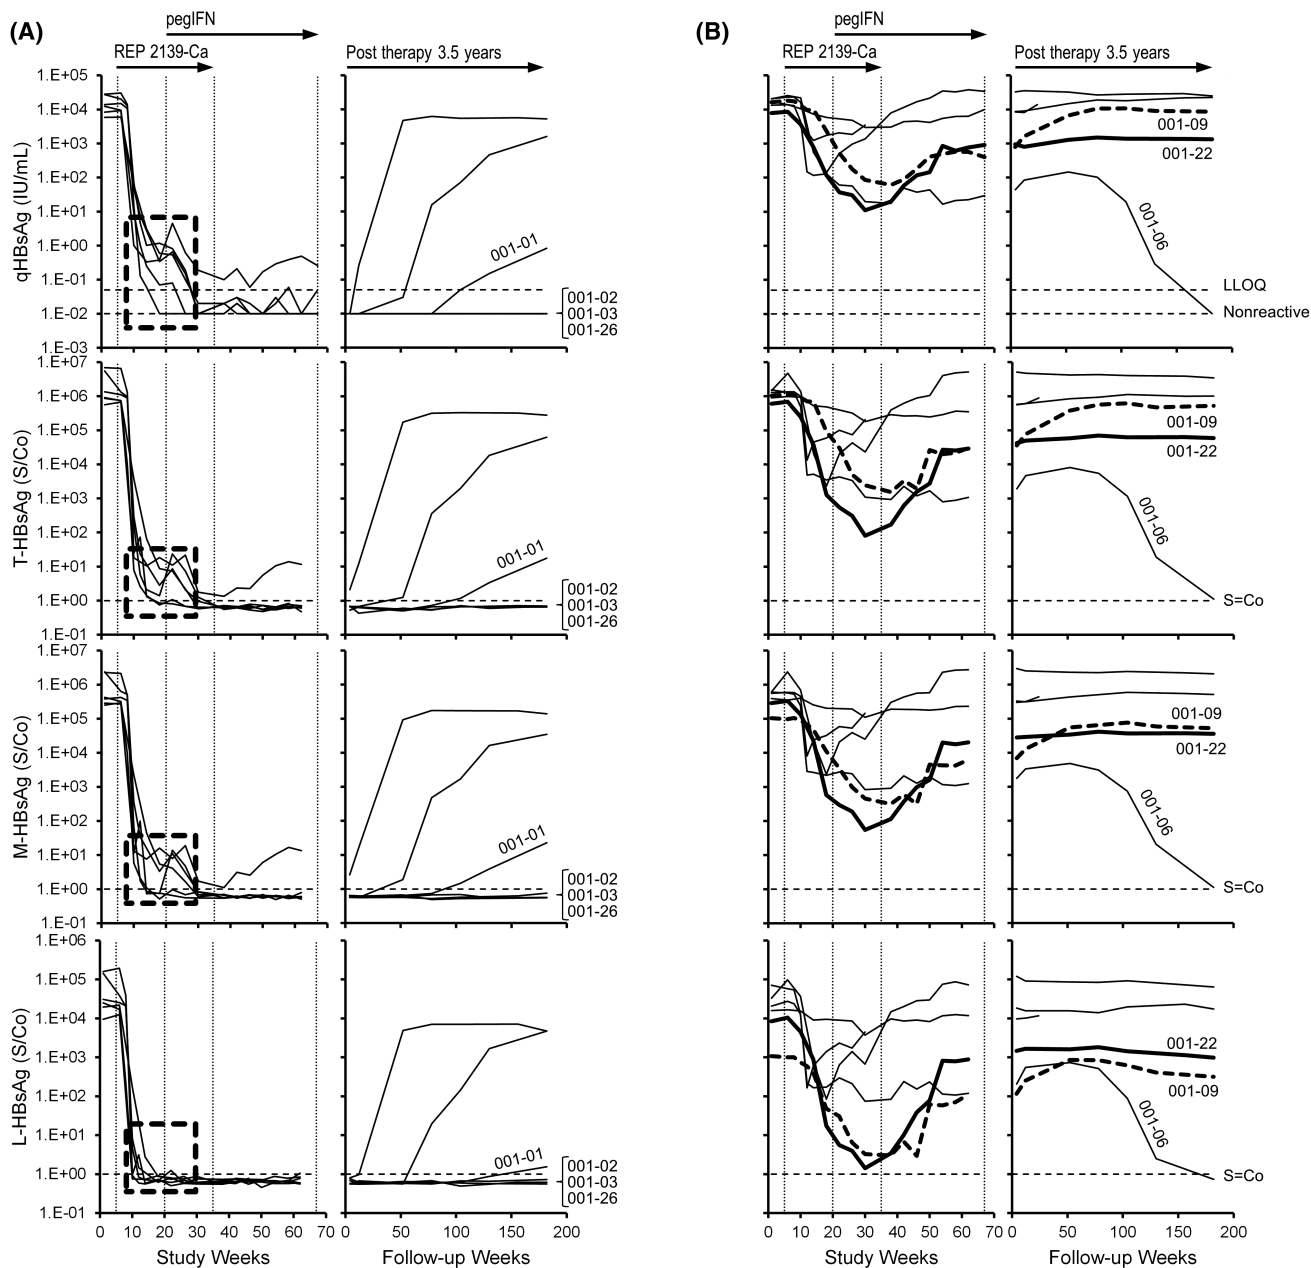 (A)
pegIFN
REP 2139-Ca
Post therapy 3.5 years
(B)
pegIFN
REP 2139-Ca
Post therapy 3.5 years
qHBsAg (IU/mL)
1.E+05
1.E+04
1.E+03
1.E+02
1.E+01
1.E+00
1.E-01
1.E-02
1.E-03
001-01
001-02
001-03
001-26
001-09
001-22
001-06
LLOQ
Nonreactive
T-HBsAg (S/Co)
1.E+07
1.E+06
1.E+05
1.E+04
1.E+03
1.E+02
1.E+01
1.E+00
1.E-01
001-01
001-02
001-03
001-26
001-09
001-22
001-06
S=Co
M-HBsAg (S/Co)
1.E+07
1.E+06
1.E+05
1.E+04
1.E+03
1.E+02
1.E+01
1.E+00
1.E-01
001-01
001-02
001-03
001-26
001-09
001-22
001-06
S=Co
L-HBsAg (S/Co)
1.E+06
1.E+05
1.E+04
1.E+03
1.E+02
1.E+01
1.E+00
1.E-01
001-01
001-02
001-03
001-26
001-22
001-09
001-06
S=Co
0 10 20 30 40 50 60 70
0 50 100 150 200
0 10 20 30 40 50 60 70
0 50 100 150 200
Study Weeks
Follow-up Weeks
Study Weeks
Follow-up Weeks